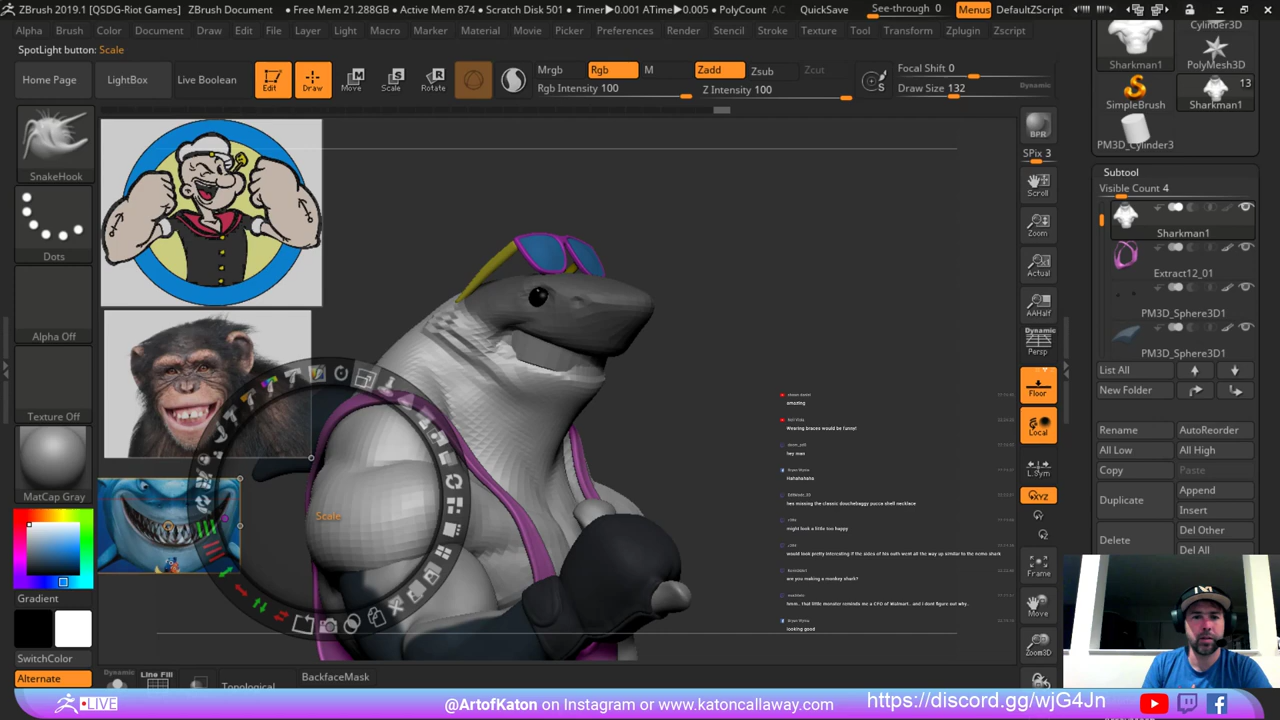 ZBrush 2019.1 [QSDG-Riot Games]
ZBrush Document
• Free Mem 21.288GB • Active Mem 874 • Scratch Disk 501 • Timer▶0.001 ATime▶0.005 • PolyCount
AC
QuickSave
See-through 0
Menus
DefaultZScript
Alpha Brush Color Document Draw Edit File Layer Light Macro Marker Material Movie Picker Preferences Render Stencil Stroke Texture Tool Transform Zplugin Zscript
SpotLight button: Scale
Home Page
LightBox
Live Boolean
Edit
Draw
Move
Scale
Rotate
Mrgb
Rgb
M
Rgb Intensity 100
Zadd
Zsub
Zcut
Z Intensity 100
Focal Shift 0
Draw Size 132
Dynamic
SnakeHook
Dots
Alpha Off
Texture Off
MatCap Gray
Gradient
SwitchColor
Alternate
Scale
Dynamic
Line Fill
Topological
BackfaceMask
amazing
Wearing braces would be funny!
hey man
Hahahahaha
might look a little too happy
are you making a monkey shark?
looking good
BPR
SPix 3
Scroll
Zoom
Actual
AAHalf
Dynamic
Persp
Floor
Local
L.Sym
XYZ
Frame
Move
Zoom3D
Cylinder3D
Sharkman1
PolyMesh3D
SimpleBrush
13
Sharkman1
PM3D_Cylinder3
Subtool
Visible Count 4
Sharkman1
Extract12_01
PM3D_Sphere3D1
PM3D_Sphere3D1
List All
New Folder
Rename
AutoReorder
All Low
All High
Copy
Paste
Duplicate
Append
Insert
Delete
Del Other
Del All
LIVE
@ArtofKaton on Instagram or www.katoncallaway.com
https://discord.gg/wjG4Jn